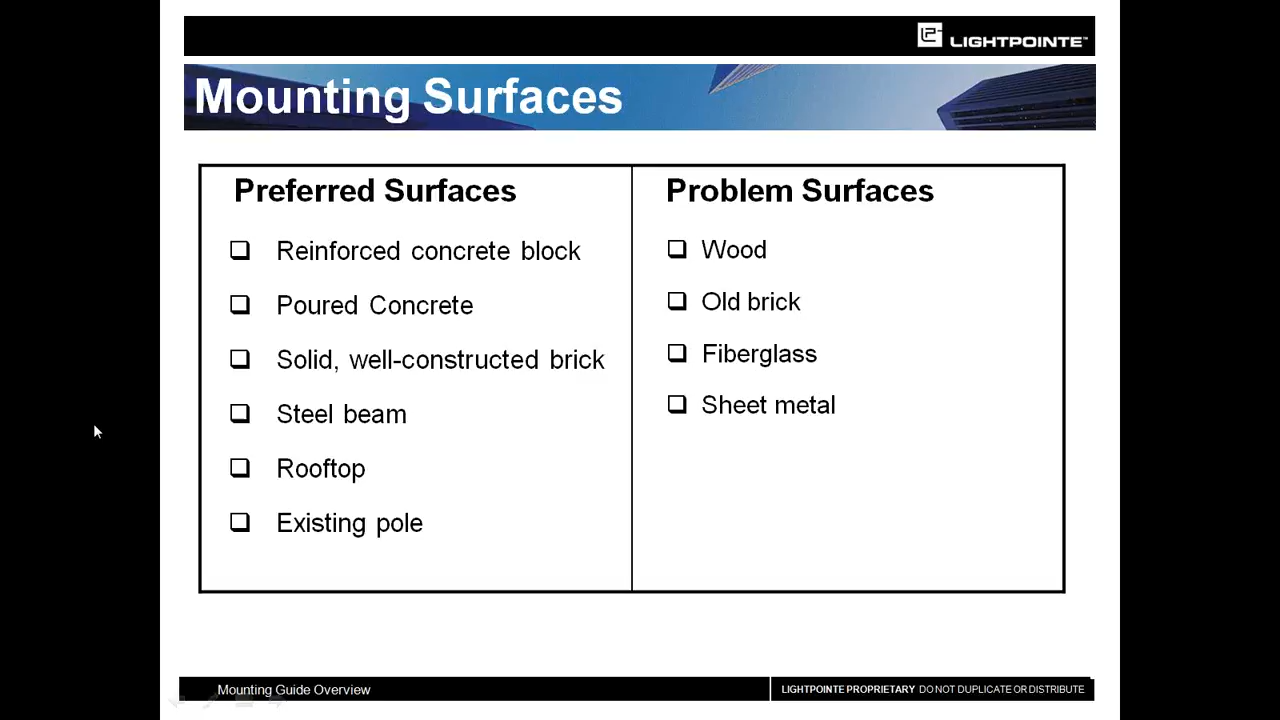 LIGHTPOINTE™
Mounting Surfaces
Preferred Surfaces
Reinforced concrete block
Poured Concrete
Solid, well-constructed brick
Steel beam
Rooftop
Existing pole
Problem Surfaces
Wood
Old brick
Fiberglass
Sheet metal
Mounting Guide Overview
LIGHTPOINTE PROPRIETARY DO NOT DUPLICATE OR DISTRIBUTE